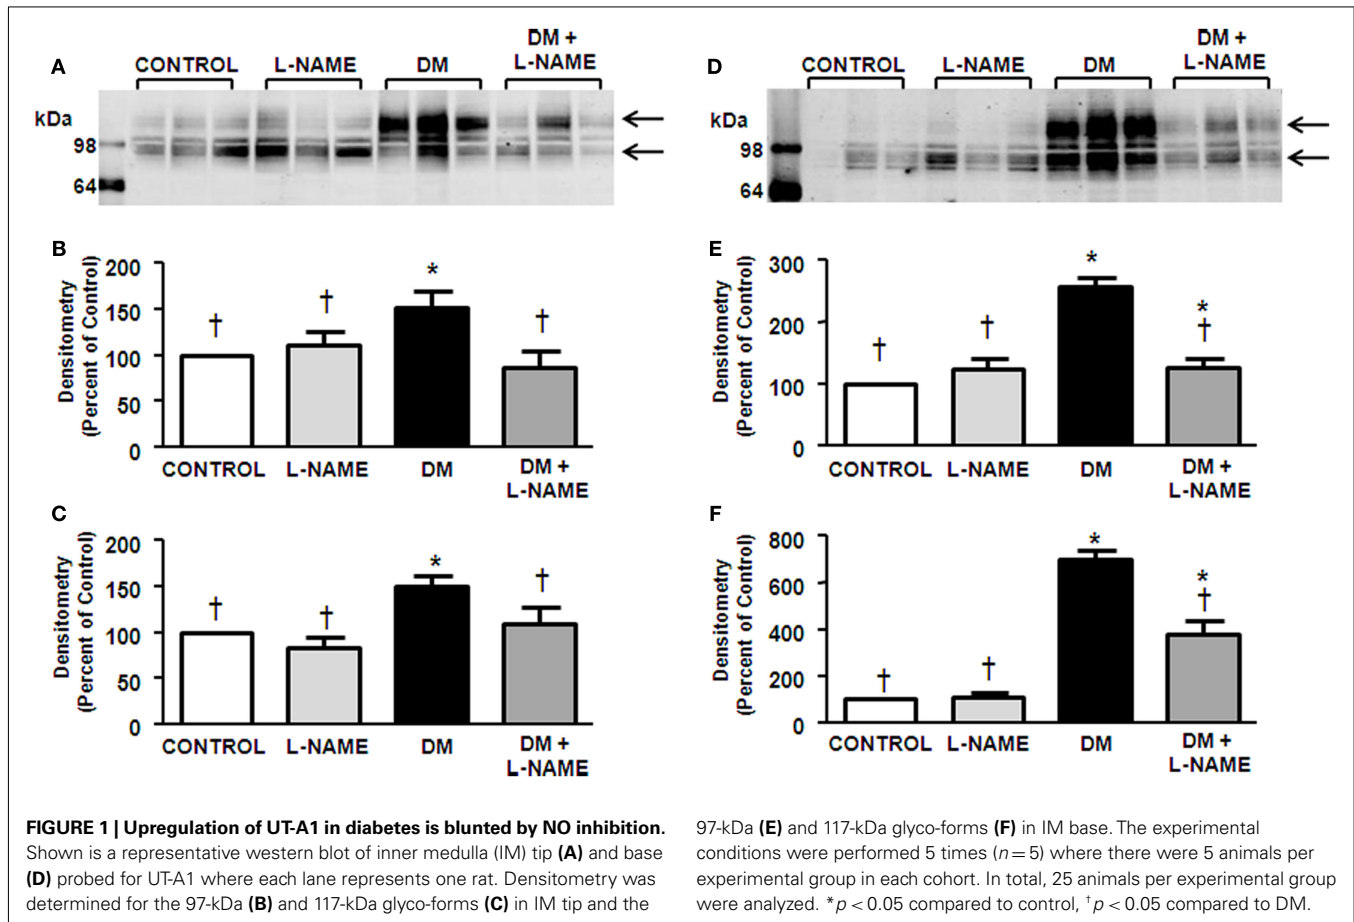 A
CONTROL L-NAME DM DM +
L-NAME
kDa
98
64
B
Densitometry
(Percent of Control)
200
150
100
50
0
† † * †
CONTROL L-NAME DM DM +
L-NAME
C
Densitometry
(Percent of Control)
200
150
100
50
0
† † * †
CONTROL L-NAME DM DM +
L-NAME
D
CONTROL L-NAME DM DM +
L-NAME
kDa
98
64
E
Densitometry
(Percent of Control)
300
200
100
0
† † * *
†
CONTROL L-NAME DM DM +
L-NAME
F
Densitometry
(Percent of Control)
800
600
400
200
0
† † * *
†
CONTROL L-NAME DM DM +
L-NAME
FIGURE 1 | Upregulation of UT-A1 in diabetes is blunted by NO inhibition.
Shown is a representative western blot of inner medulla (IM) tip (A) and base
(D) probed for UT-A1 where each lane represents one rat. Densitometry was
determined for the 97-kDa (B) and 117-kDa glyco-forms (C) in IM tip and the
97-kDa (E) and 117-kDa glyco-forms (F) in IM base. The experimental
conditions were performed 5 times (n = 5) where there were 5 animals per
experimental group in each cohort. In total, 25 animals per experimental group
were analyzed. *p < 0.05 compared to control, †p < 0.05 compared to DM.